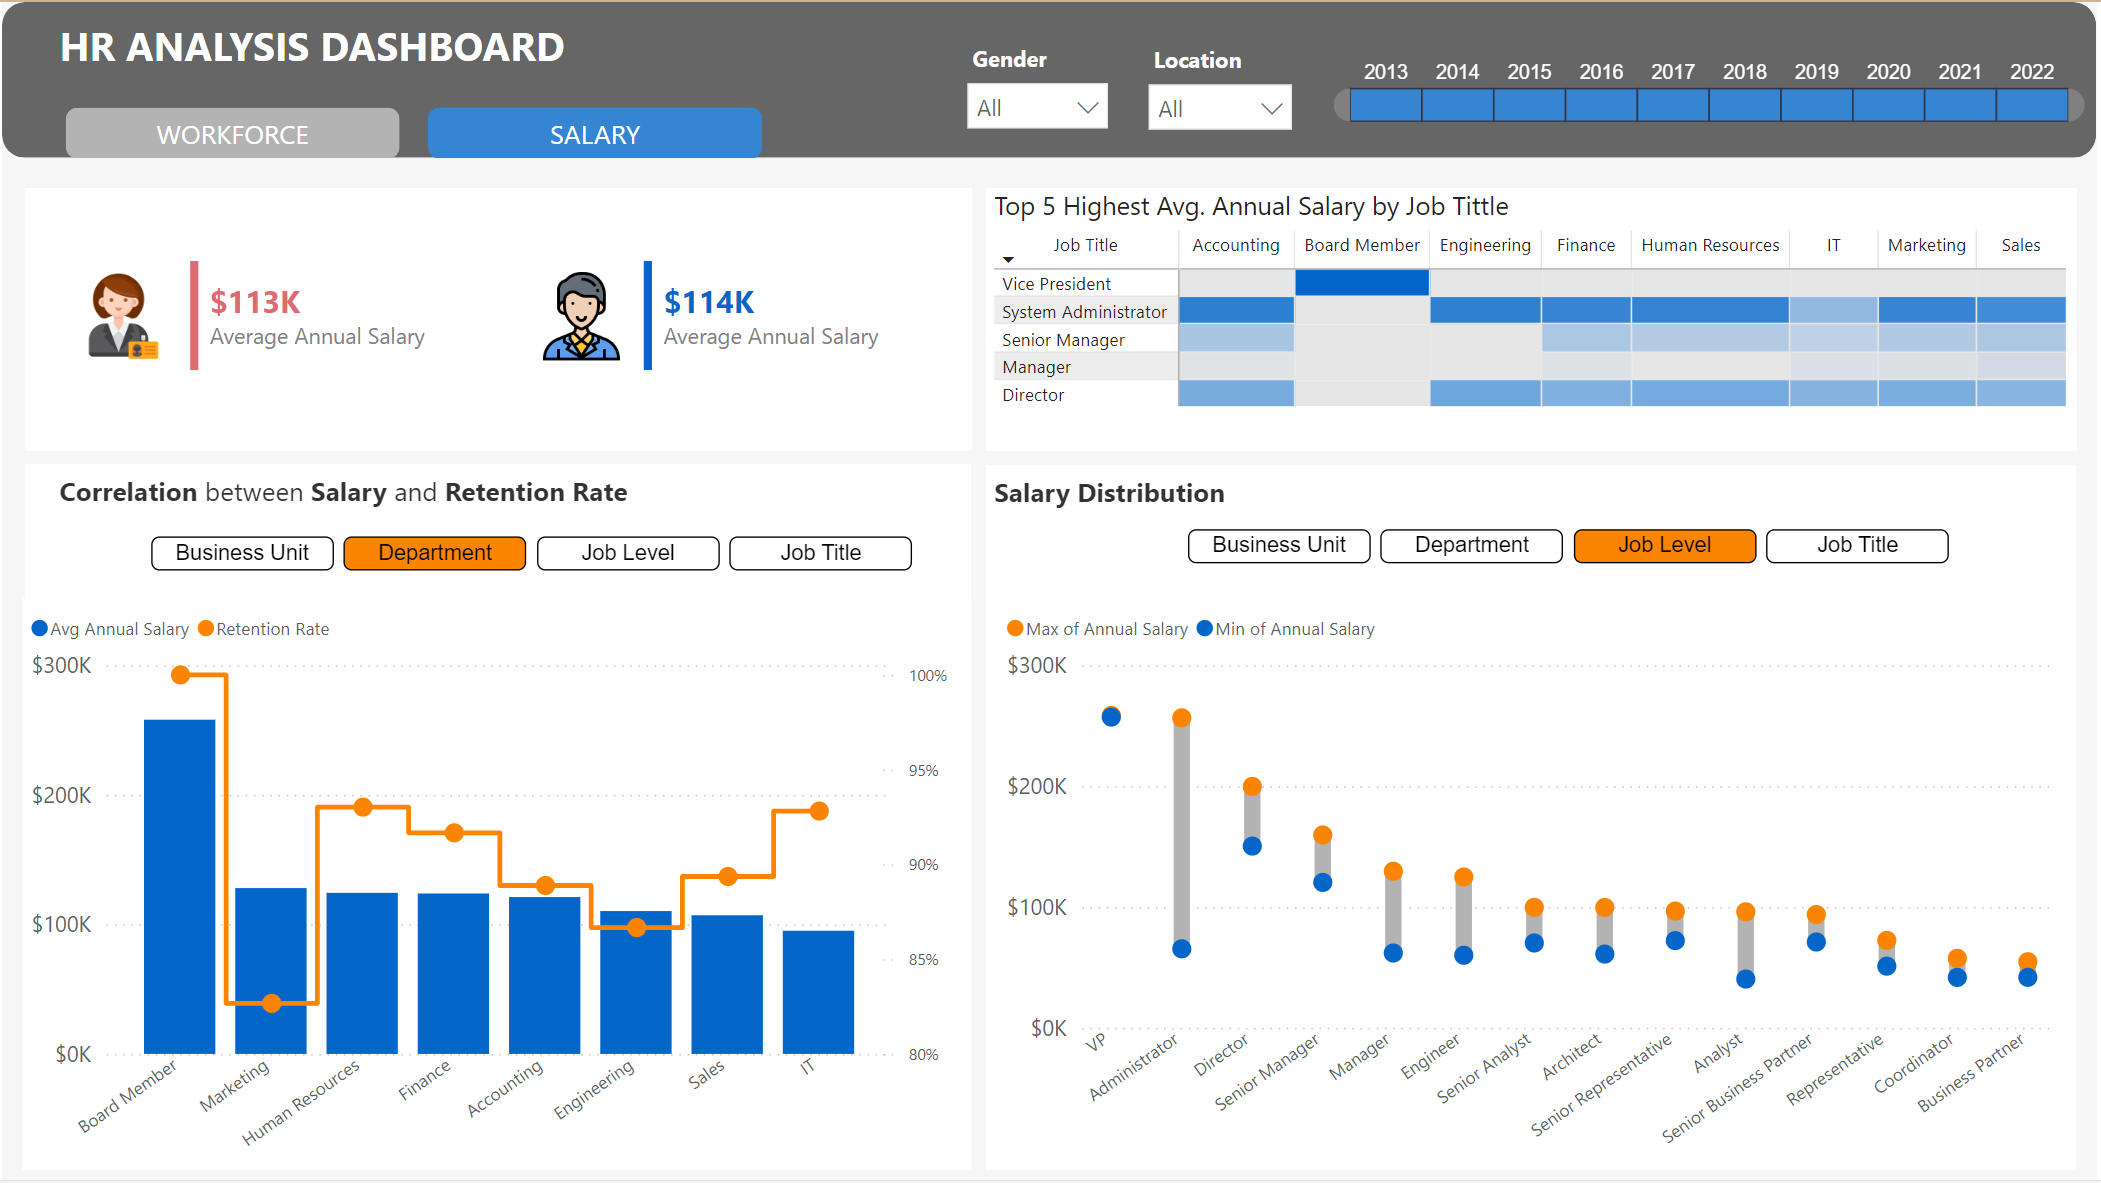 HR ANALYSIS DASHBOARD
WORKFORCE
SALARY
Gender
All
Location
All
2013 2014 2015 2016 2017 2018 2019 2020 2021 2022
$113K
Average Annual Salary
$114K
Average Annual Salary
Top 5 Highest Avg. Annual Salary by Job Tittle
Job Title Accounting Board Member Engineering Finance Human Resources IT Marketing Sales
Vice President
System Administrator
Senior Manager
Manager
Director
Correlation between Salary and Retention Rate
Business Unit Department Job Level Job Title
Avg Annual Salary Retention Rate
$300K
$200K
$100K
$0K
100%
95%
90%
85%
80%
Board Member
Marketing
Human Resources
Finance
Accounting
Engineering
Sales
IT
Salary Distribution
Business Unit Department Job Level Job Title
Max of Annual Salary Min of Annual Salary
$300K
$200K
$100K
$0K
VP
Administrator
Director
Senior Manager
Manager
Engineer
Senior Analyst
Architect
Senior Representative
Analyst
Senior Business Partner
Representative
Coordinator
Business Partner